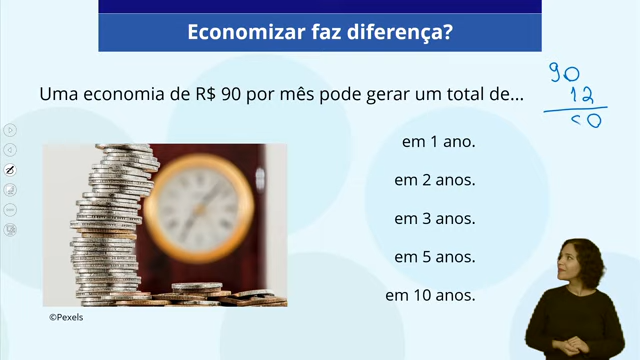 Economizar faz diferença?
Uma economia de R$ 90 por mês pode gerar um total de...
90
12
em 1 ano.
em 2 anos.
em 3 anos.
em 5 anos.
em 10 anos.
©Pexels